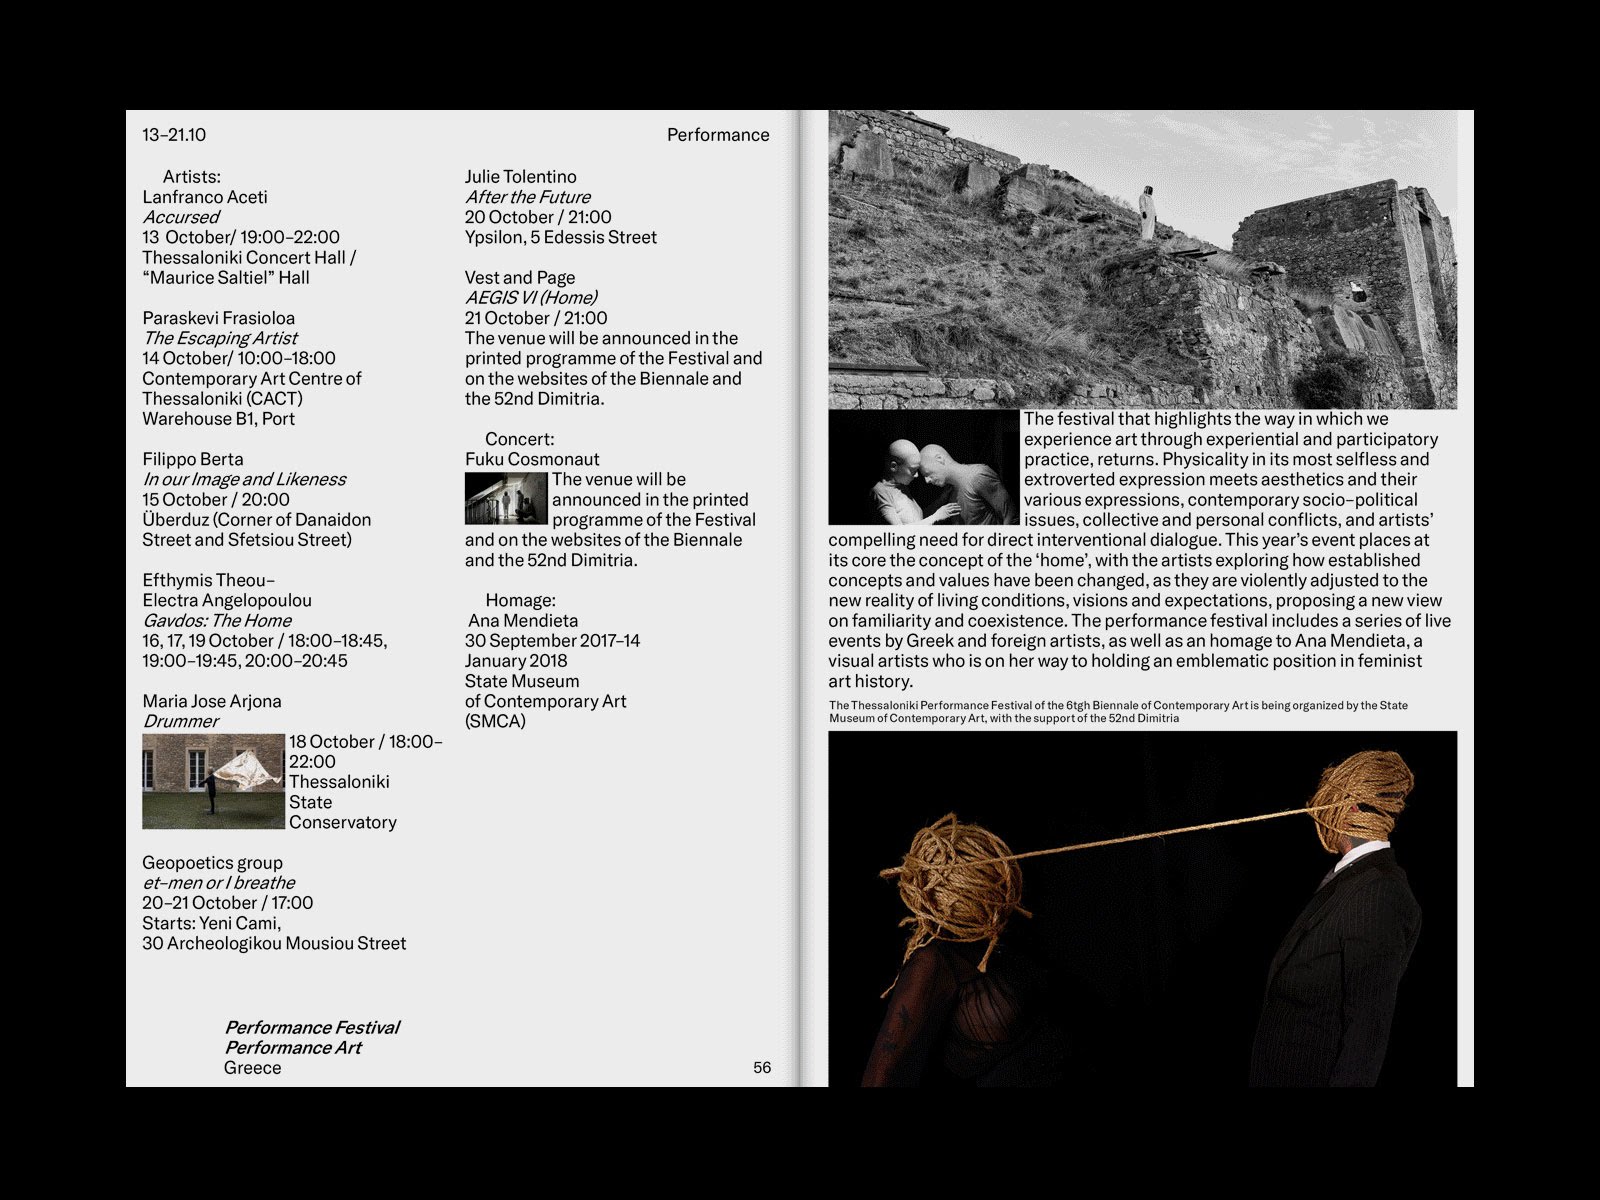 13–21.10
Performance
Artists:
Lanfranco Aceti
Accursed
13 October/ 19:00–22:00
Thessaloniki Concert Hall /
“Maurice Saltiel” Hall
Paraskevi Frasioloa
The Escaping Artist
14 October/ 10:00–18:00
Contemporary Art Centre of
Thessaloniki (CACT)
Warehouse B1, Port
Filippo Berta
In our Image and Likeness
15 October / 20:00
Überduz (Corner of Danaidon
Street and Sfetsiou Street)
Efthymis Theou–
Electra Angelopoulou
Gavdos: The Home
16, 17, 19 October / 18:00–18:45,
19:00–19:45, 20:00–20:45
Maria Jose Arjona
Drummer
18 October / 18:00–
22:00
Thessaloniki
State
Conservatory
Geopoetics group
et–men or I breathe
20–21 October / 17:00
Starts: Yeni Cami,
30 Archeologikou Mousiou Street
Julie Tolentino
After the Future
20 October / 21:00
Ypsilon, 5 Edessis Street
Vest and Page
AEGIS VI (Home)
21 October / 21:00
The venue will be announced in the
printed programme of the Festival and
on the websites of the Biennale and
the 52nd Dimitria.
Concert:
Fuku Cosmonaut
The venue will be
announced in the printed
programme of the Festival
and on the websites of the Biennale
and the 52nd Dimitria.
Homage:
Ana Mendieta
30 September 2017–14
January 2018
State Museum
of Contemporary Art
(SMCA)
Performance Festival
Performance Art
Greece
56
The festival that highlights the way in which we
experience art through experiential and participatory
practice, returns. Physicality in its most selfless and
extroverted expression meets aesthetics and their
various expressions, contemporary socio–political
issues, collective and personal conflicts, and artists’
compelling need for direct interventional dialogue. This year’s event places at
its core the concept of the ‘home’, with the artists exploring how established
concepts and values have been changed, as they are violently adjusted to the
new reality of living conditions, visions and expectations, proposing a new view
on familiarity and coexistence. The performance festival includes a series of live
events by Greek and foreign artists, as well as an homage to Ana Mendieta, a
visual artists who is on her way to holding an emblematic position in feminist
art history.
The Thessaloniki Performance Festival of the 6tgh Biennale of Contemporary Art is being organized by the State
Museum of Contemporary Art, with the support of the 52nd Dimitria